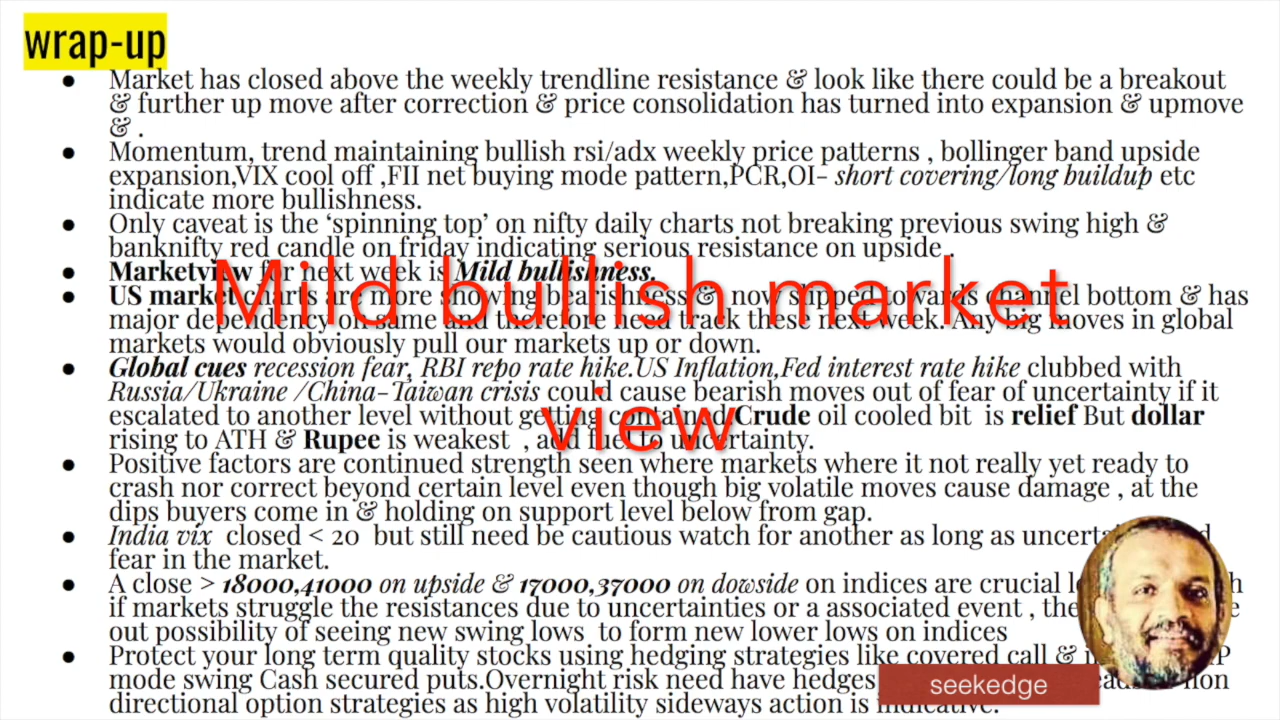 wrap-up
● Market has closed above the weekly trendline resistance & look like there could be a breakout
& further up move after correction & price consolidation has turned into expansion & upmove
& .
● Momentum, trend maintaining bullish rsi/adx weekly price patterns , bollinger band upside
expansion,VIX cool off ,FII net buying mode pattern,PCR,OI- short covering/long buildup etc
indicate more bullishness.
● Only caveat is the ‘spinning top’ on nifty daily charts not breaking previous swing high &
banknifty red candle on friday indicating serious resistance on upside .
● Marketview for next week is Mild bullishness.
● US market charts are more showing bearishness & now slipped towards channel bottom & has
major dependency on same and therefore need track these next week. Any big moves in global
markets would obviously pull our markets up or down.
● Global cues recession fear, RBI repo rate hike.US Inflation,Fed interest rate hike clubbed with
Russia/Ukraine /China-Taiwan crisis could cause bearish moves out of fear of uncertainty if it
escalated to another level without getting contained Crude oil cooled bit is relief But dollar
rising to ATH & Rupee is weakest , add fuel to uncertainty.
● Positive factors are continued strength seen where markets where it not really yet ready to
crash nor correct beyond certain level even though big volatile moves cause damage , at the
dips buyers come in & holding on support level below from gap.
● India vix closed < 20 but still need be cautious watch for another as long as
fear in the market.
● A close > 18000,41000 on upside & 17000,37000 on dowside on indices are crucial
if markets struggle the resistances due to uncertainties or a associated event ,
out possibility of seeing new swing lows to form new lower lows on indices
● Protect your long term quality stocks using hedging strategies like covered call &
mode swing Cash secured puts.Overnight risk need have hedges non
directional option strategies as high volatility sideways action is indicative.
Mild bullish market
view
seekedge